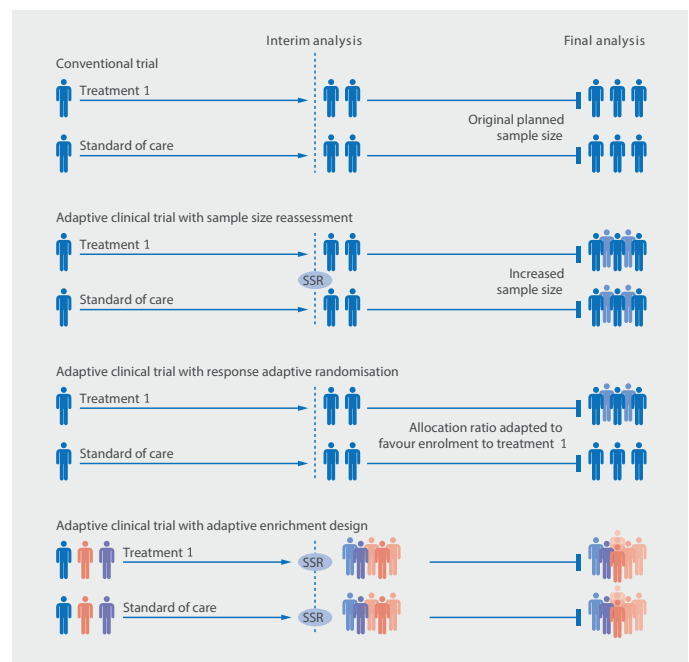 Interim analysis
Final analysis
Conventional trial
Treatment 1
Original planned
sample size
Standard of care
Adaptive clinical trial with sample size reassessment
Treatment 1
SSR
Increased
sample size
Standard of care
Adaptive clinical trial with response adaptive randomisation
Treatment 1
Allocation ratio adapted to
favour enrolment to treatment 1
Standard of care
Adaptive clinical trial with adaptive enrichment design
Treatment 1
SSR
Standard of care
SSR